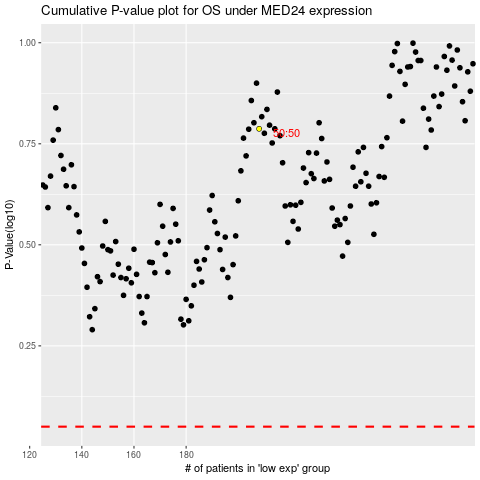 Cumulative P-value plot for OS under MED24 expression
P-Value(log10)
1.00
0.75
0.50
0.25
50:50
120 140 160 180
# of patients in 'low exp' group